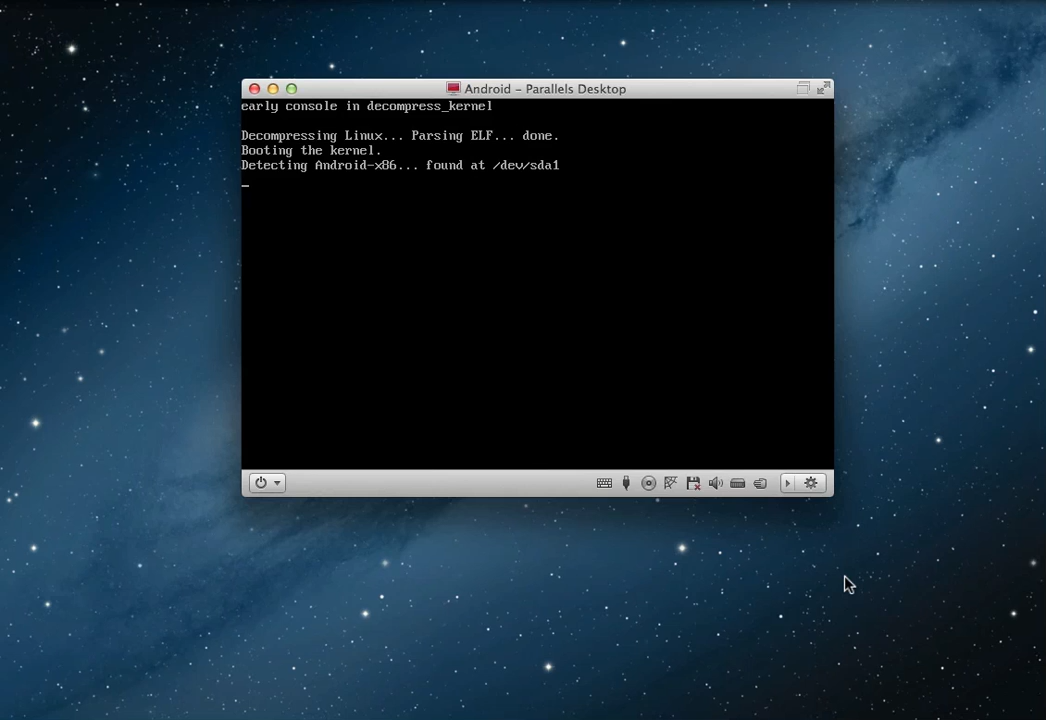 Android - Parallels Desktop
early console in decompress_kernel
Decompressing Linux... Parsing ELF... done.
Booting the kernel.
Detecting Android-x86... found at /dev/sda1